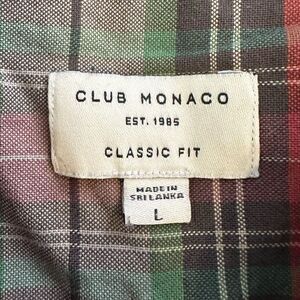 CLUB MONACO
EST. 1985
CLASSIC FIT
MADE IN
SRI LANKA
L